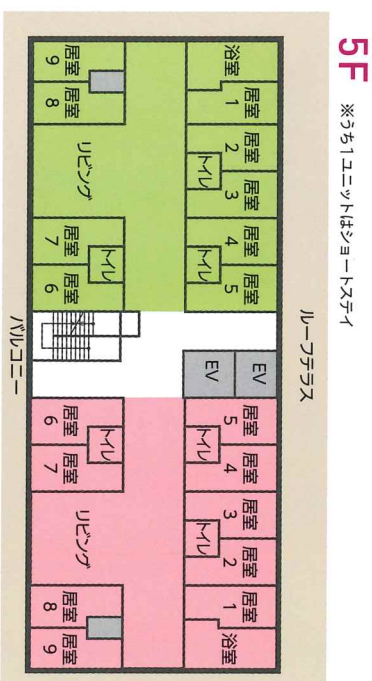 5F ※うち1ユニットはショートステイ
ルーフテラス
浴室
居室
1
居室
2
トイレ
居室
3
居室
4
トイレ
居室
5
居室
9
居室
8
リビング
居室
7
トイレ
居室
6
EV
EV
居室
5
トイレ
居室
4
居室
3
トイレ
居室
2
居室
1
浴室
居室
6
トイレ
居室
7
リビング
居室
8
居室
9
バルコニー